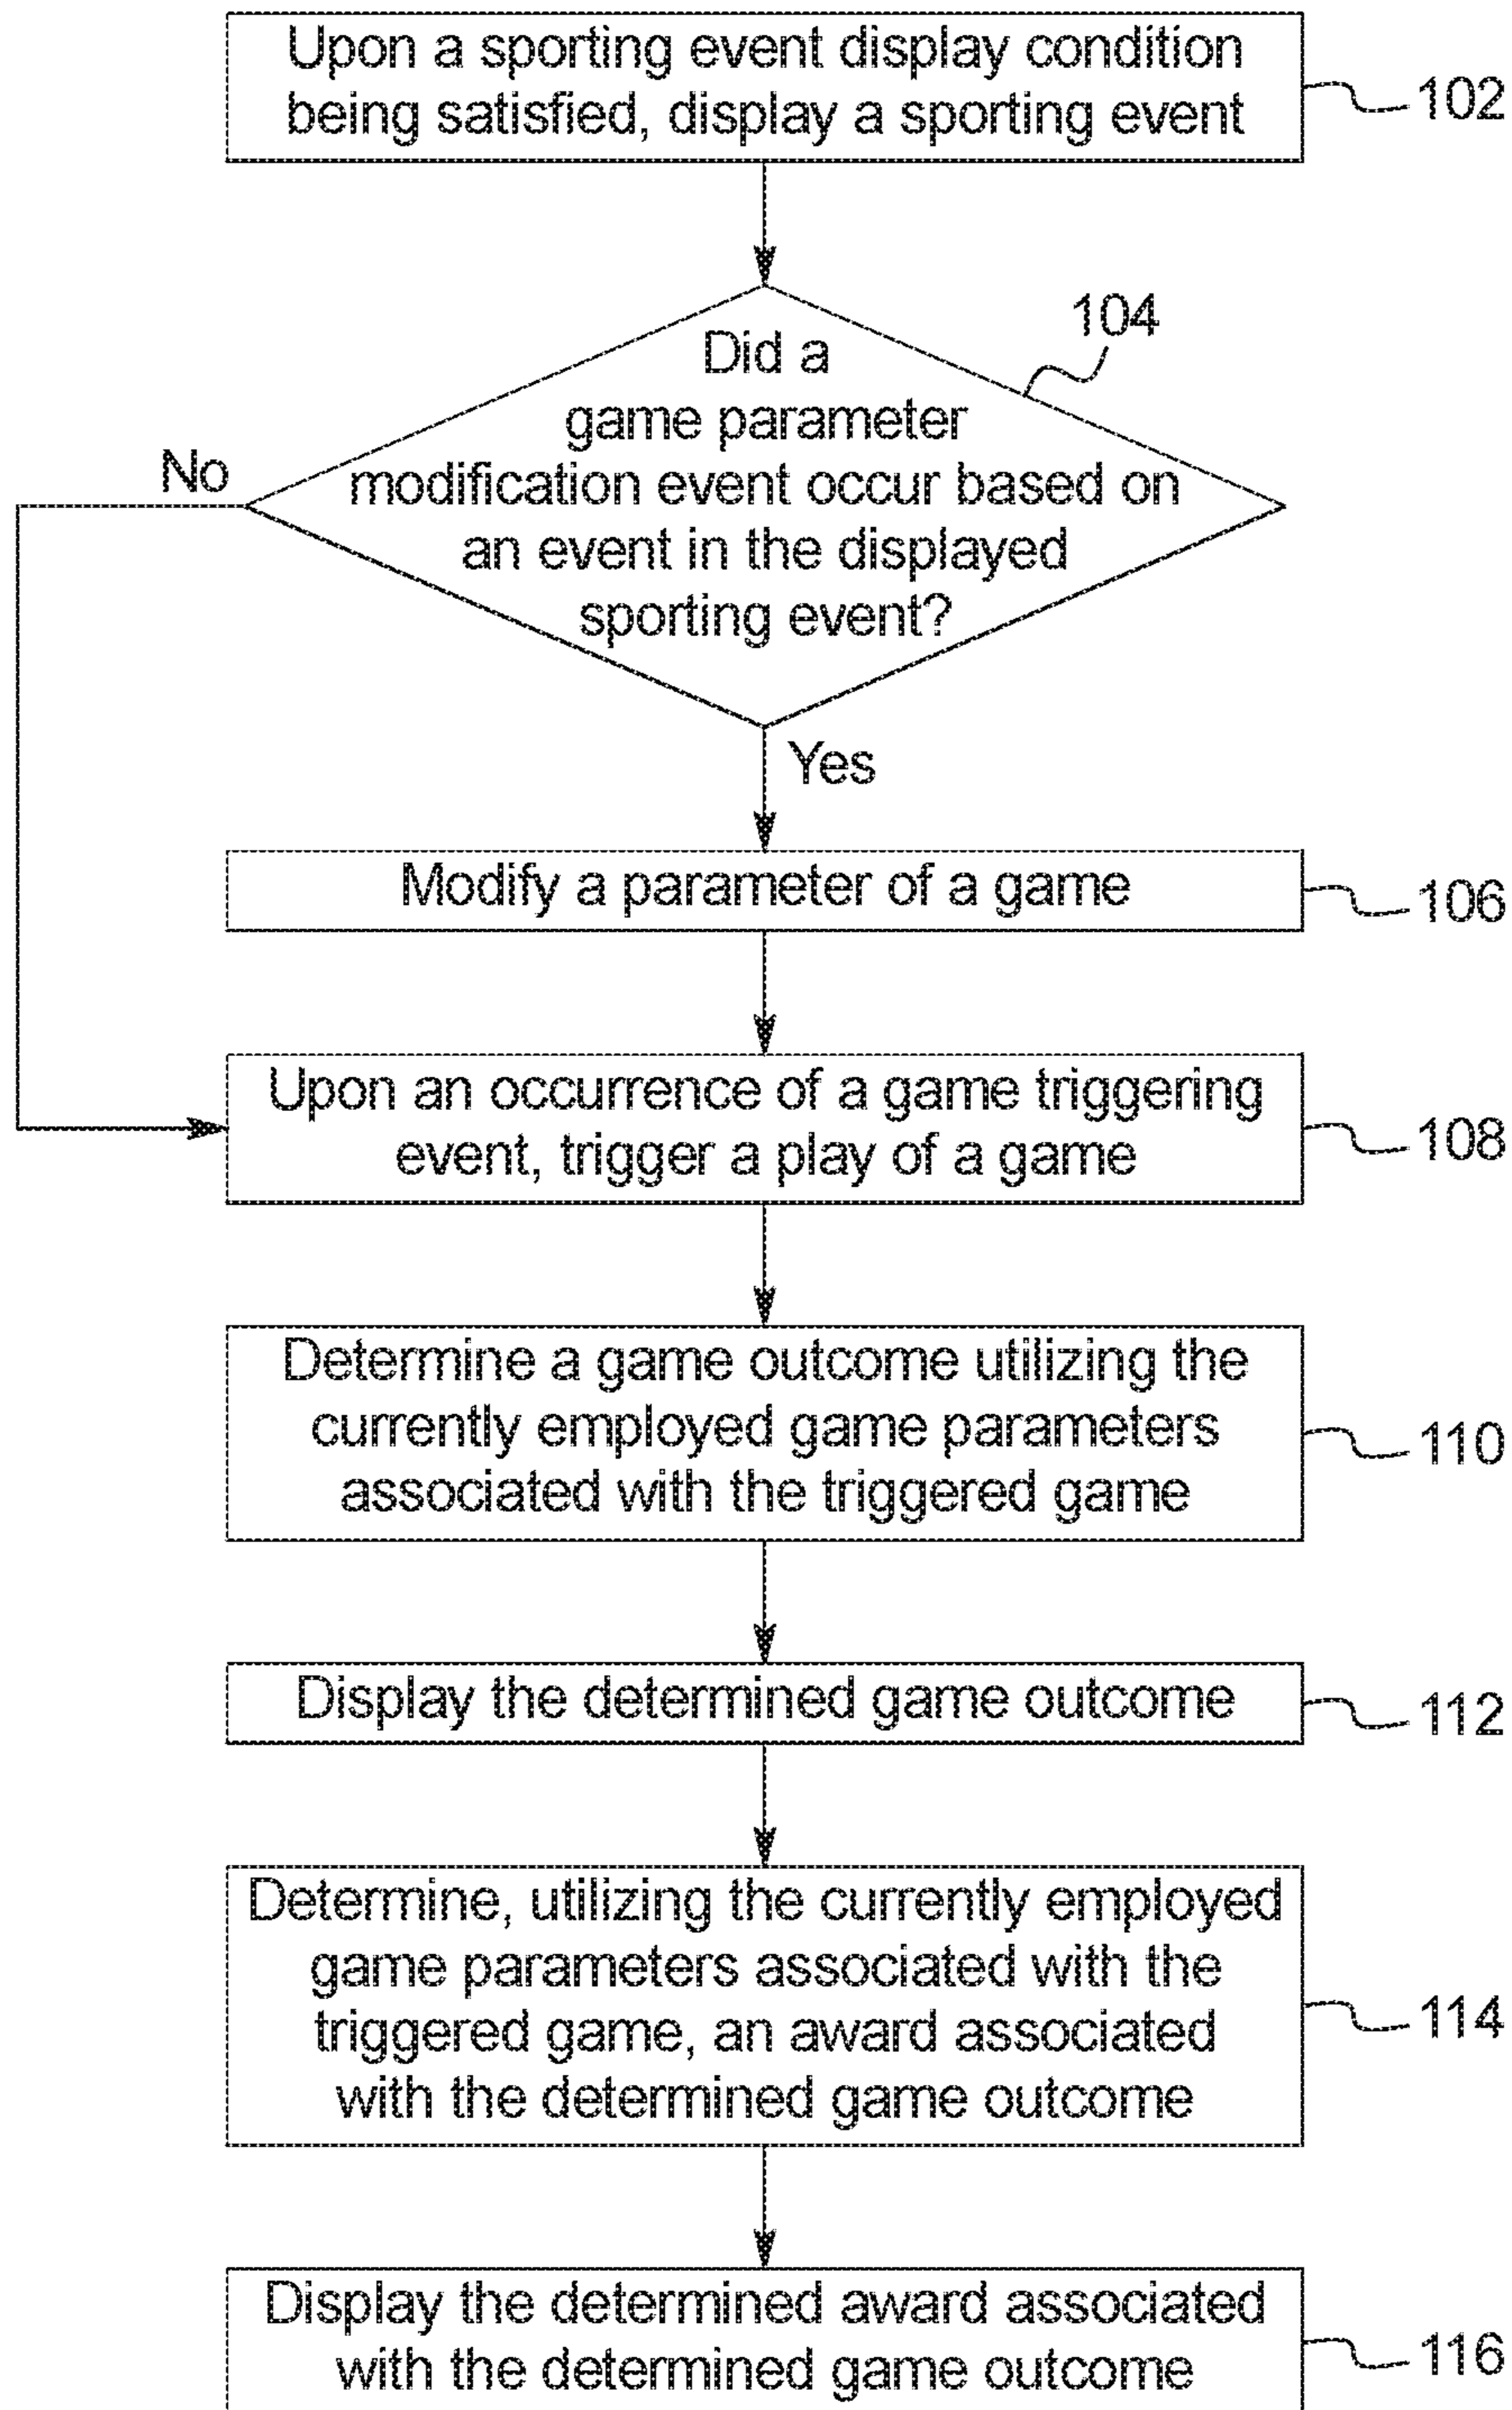 Upon a sporting event display condition
being satisfied, display a sporting event
102
104
Did a
game parameter
modification event occur based on
an event in the displayed
sporting event?
No
Yes
Modify a parameter of a game
106
Upon an occurrence of a game triggering
event, trigger a play of a game
108
Determine a game outcome utilizing the
currently employed game parameters
associated with the triggered game
110
Display the determined game outcome
112
Determine, utilizing the currently employed
game parameters associated with the
triggered game, an award associated
with the determined game outcome
114
Display the determined award associated
with the determined game outcome
116